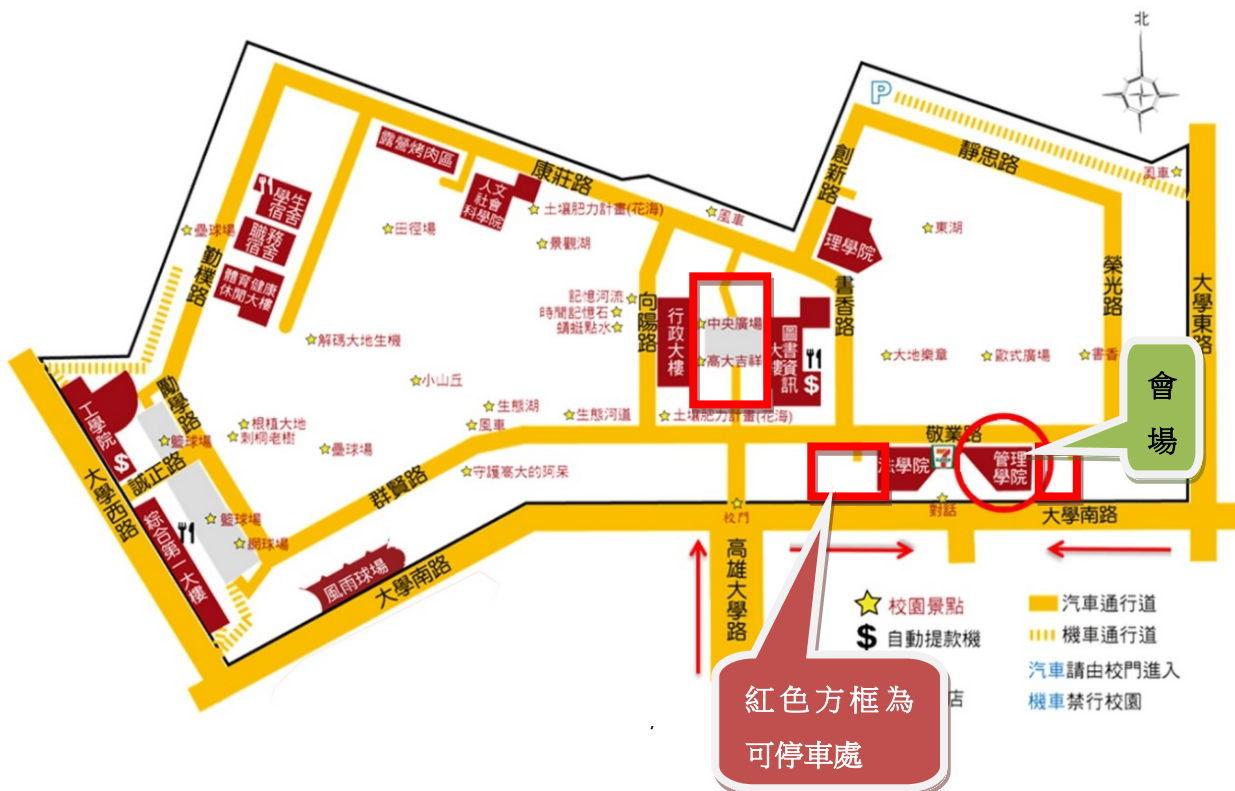 北
P
靜思路
創新路
風車
露營烤肉區
康莊路
人文
社會
科學院
學生
宿舍
職務
宿舍
體育健康
休閒大樓
壘球場
勤樸路
田徑場
土壤肥力計畫(花海)
景觀湖
風車
理學院
東湖
榮光路
大學東路
書香路
記憶河流
時間記憶石
蜻蜓點水
向陽路
行政大樓
中央廣場
高大吉祥
圖書資訊
大樓
$
解碼大地生機
大地樂章
歐式廣場
書香
會
場
小山丘
生態湖
風車
生態河道
土壤肥力計畫(花海)
勵學路
工學院
$
籃球場
根植大地
刺桐老樹
壘球場
誠正路
群賢路
守護高大的阿呆
敬業路
法學院
7
管理
學院
對話
大學南路
校門
大學西路
綜合第一大樓
籃球場
網球場
風雨球場
大學南路
高雄大學路
校園景點
$ 自動提款機
店
汽車通行道
機車通行道
汽車請由校門進入
機車禁行校園
紅色方框為
可停車處